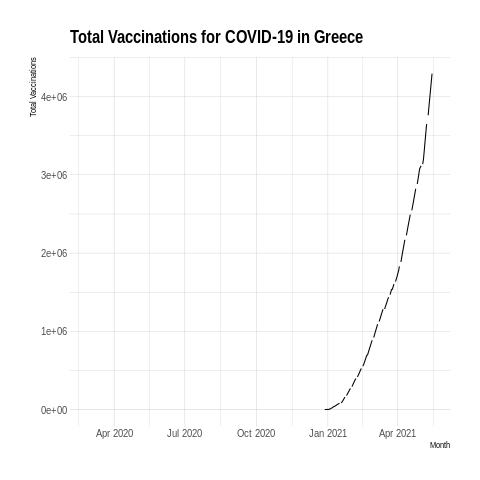 Total Vaccinations for COVID-19 in Greece
Total Vaccinations
4e+06
3e+06
2e+06
1e+06
0e+00
Apr 2020 Jul 2020 Oct 2020 Jan 2021 Apr 2021
Month